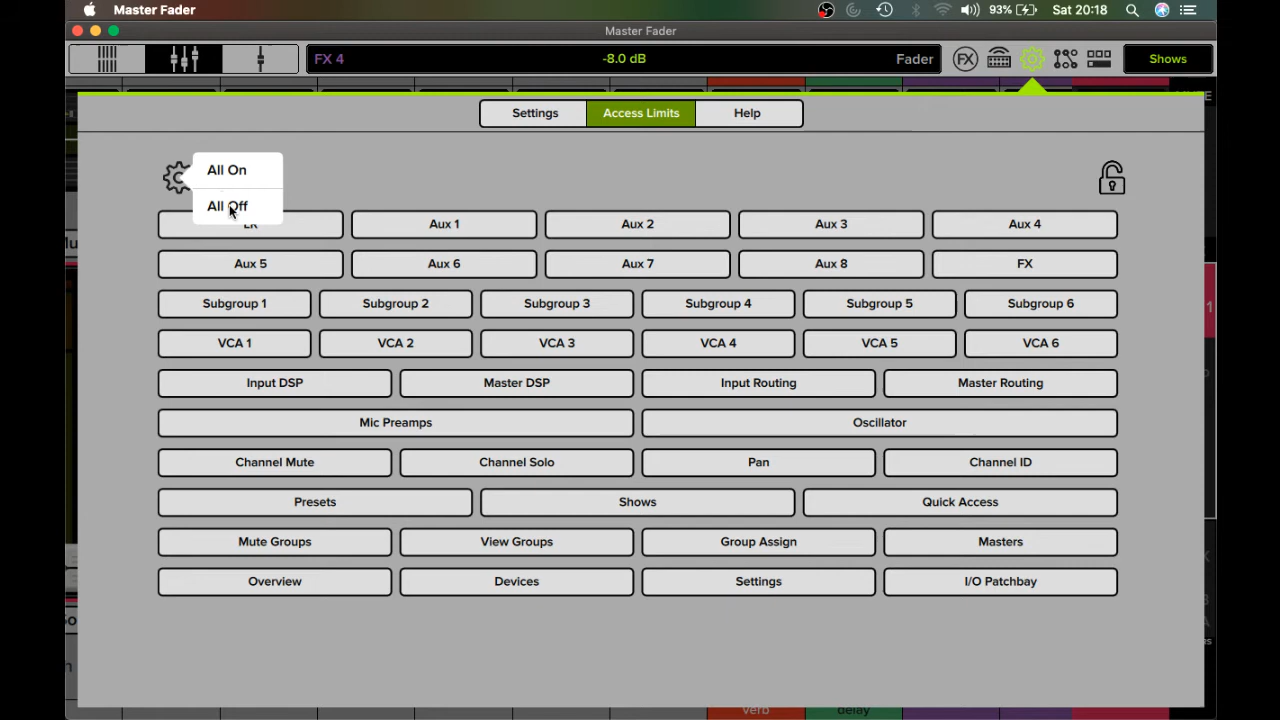 Master Fader
93%
Sat 20:18
Master Fader
FX 4
-8.0 dB
Fader
FX
Shows
Settings
Access Limits
Help
All On
All Off
LR
Aux 1
Aux 2
Aux 3
Aux 4
Aux 5
Aux 6
Aux 7
Aux 8
FX
Subgroup 1
Subgroup 2
Subgroup 3
Subgroup 4
Subgroup 5
Subgroup 6
VCA 1
VCA 2
VCA 3
VCA 4
VCA 5
VCA 6
Input DSP
Master DSP
Input Routing
Master Routing
Mic Preamps
Oscillator
Channel Mute
Channel Solo
Pan
Channel ID
Presets
Shows
Quick Access
Mute Groups
View Groups
Group Assign
Masters
Overview
Devices
Settings
I/O Patchbay
verb
delay